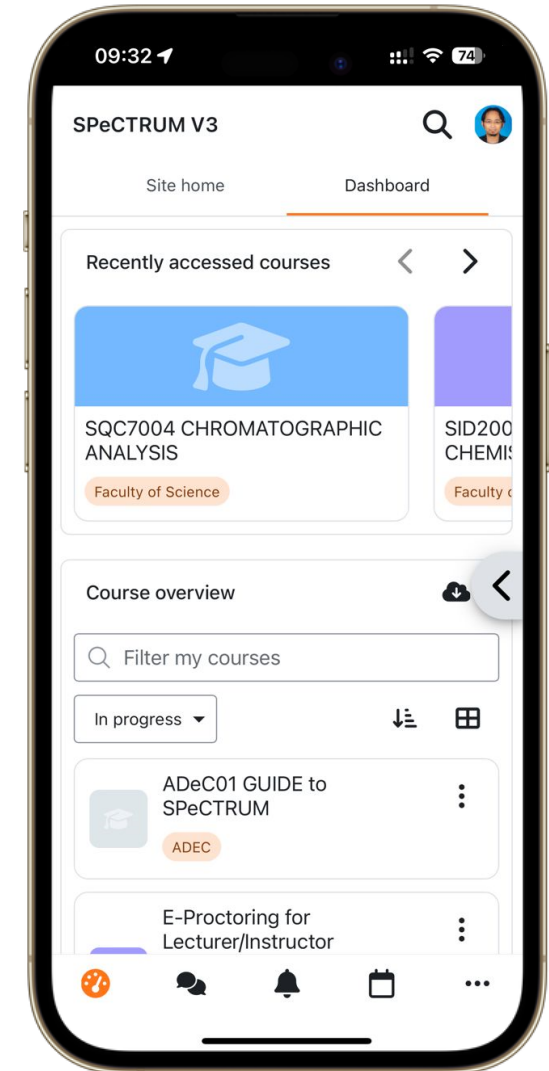 09:32
74
SPeCTRUM V3
Site home
Dashboard
Recently accessed courses
SQC7004 CHROMATOGRAPHIC
ANALYSIS
Faculty of Science
SID200
Faculty
Course overview
Filter my courses
In progress
ADeC01 GUIDE to
SPeCTRUM
ADEC
E-Proctoring for
Lecturer/Instructor